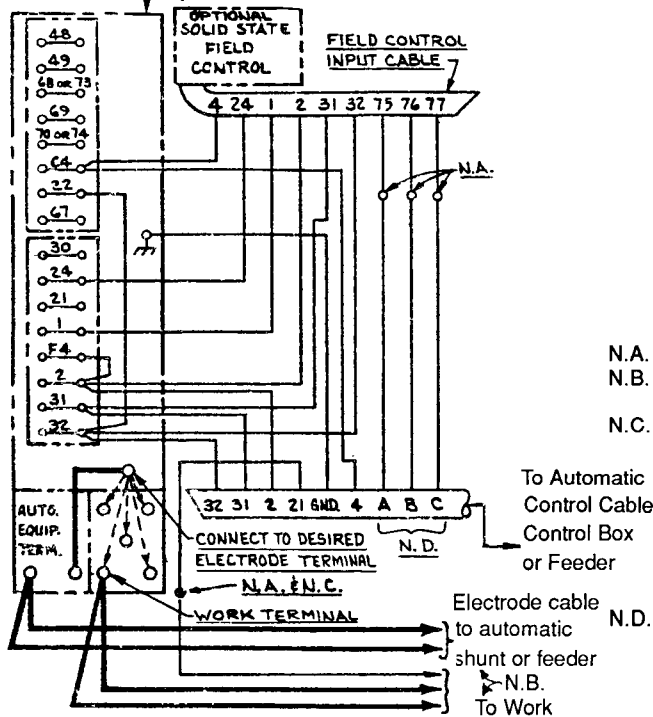 OPTIONAL
SOLID STATE
FIELD
CONTROL
FIELD CONTROL
INPUT CABLE
4 24 1 2 31 32 75 76 77
48
49
68 OR 73
69
70 OR 74
C4
22
67
N.A.
30
24
21
1
F4
2
31
32
N.A.
N.B.
N.C.
32 31 2 21 GND. 4 A B C
N.D.
To Automatic
Control Cable
Control Box
or Feeder
AUTO.
EQUIP.
TERM.
CONNECT TO DESIRED
ELECTRODE TERMINAL
N.A. & N.C.
WORK TERMINAL
Electrode cable
to automatic
shunt or feeder
N.D.
N.B.
To Work